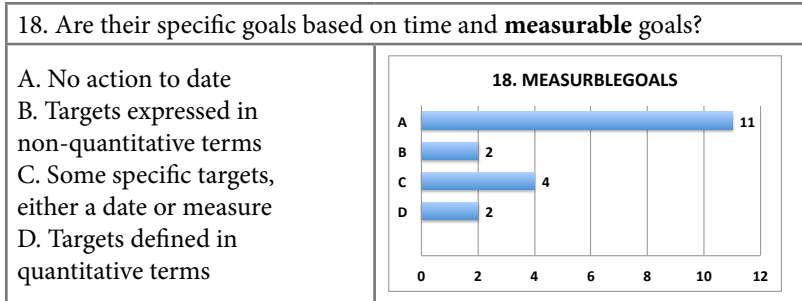 18. Are their specific goals based on time and measurable goals?
A. No action to date
B. Targets expressed in
non-quantitative terms
C. Some specific targets,
either a date or measure
D. Targets defined in
quantitative terms
18. MEASURBLEGOALS
A 11
B 2
C 4
D 2
0 2 4 6 8 10 12